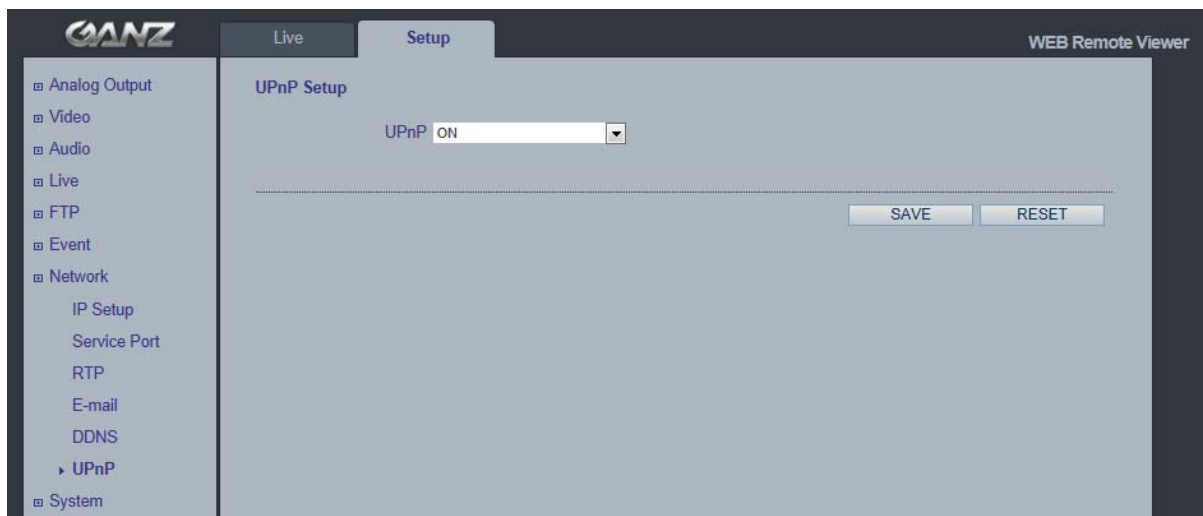 GANZ
Live
Setup
WEB Remote Viewer
Analog Output
Video
Audio
Live
FTP
Event
Network
IP Setup
Service Port
RTP
E-mail
DDNS
UPnP
System
UPnP Setup
UPnP ON
SAVE
RESET